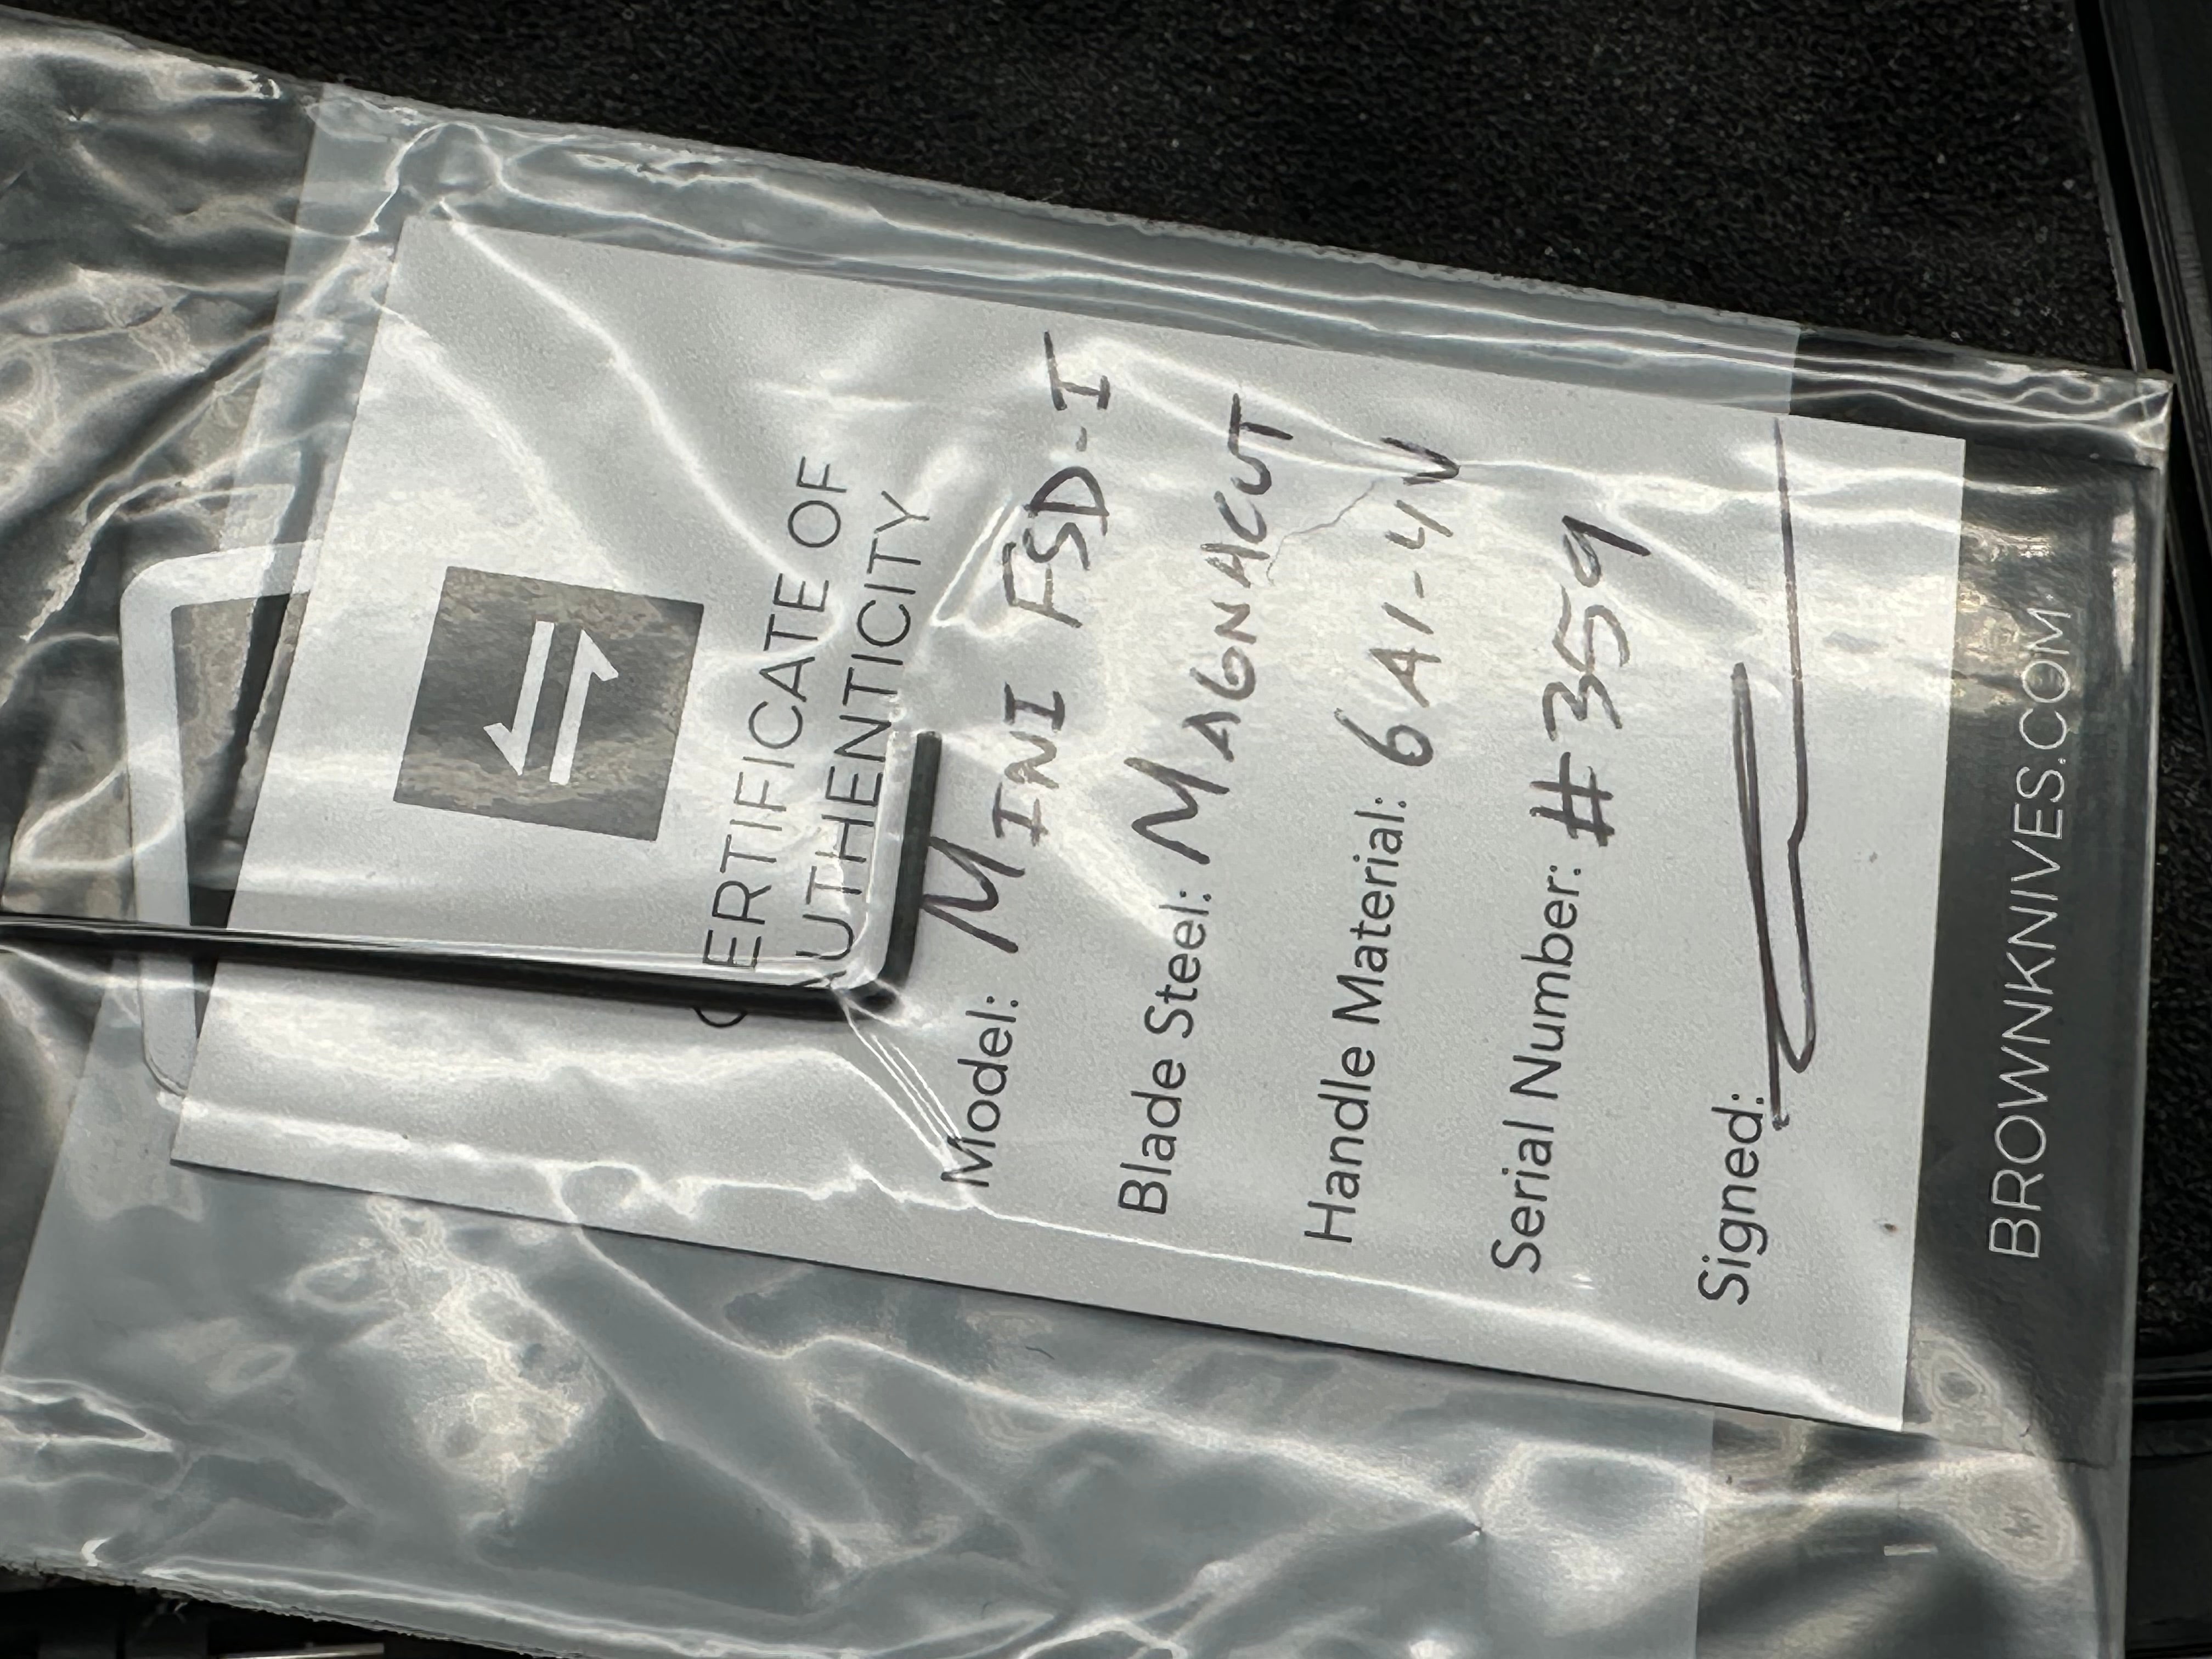 CERTIFICATE OF
AUTHENTICITY
Model: MINI FSD-I
Blade Steel: MAGNACUT
Handle Material: 6Al-4V
Serial Number: #359
Signed:
BROWNKNIVES.COM